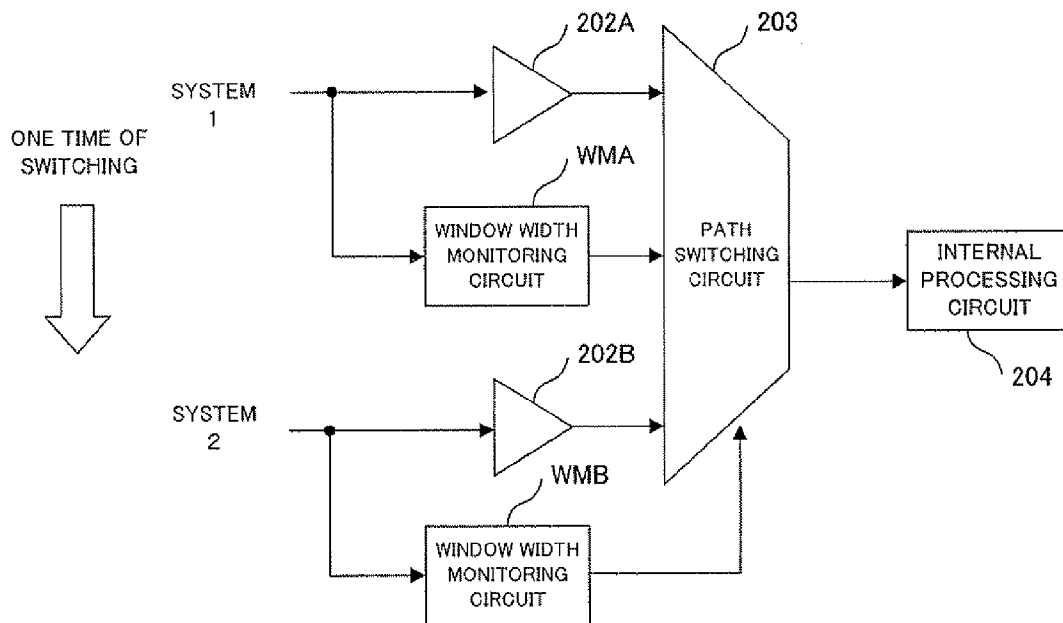 202A
203
SYSTEM
1
ONE TIME OF
SWITCHING
WMA
WINDOW WIDTH
MONITORING
CIRCUIT
PATH
SWITCHING
CIRCUIT
INTERNAL
PROCESSING
CIRCUIT
204
202B
SYSTEM
2
WMB
WINDOW WIDTH
MONITORING
CIRCUIT